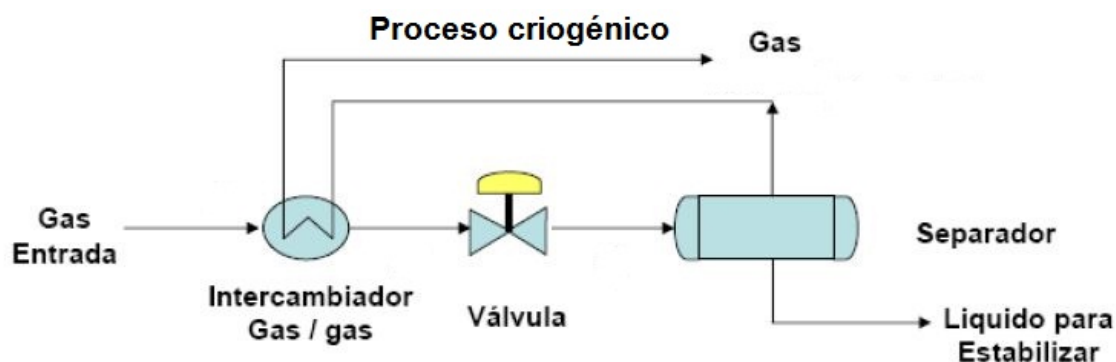 Proceso criogénico
Gas
Gas
Entrada
Intercambiador
Gas / gas
Válvula
Separador
Liquido para
Estabilizar